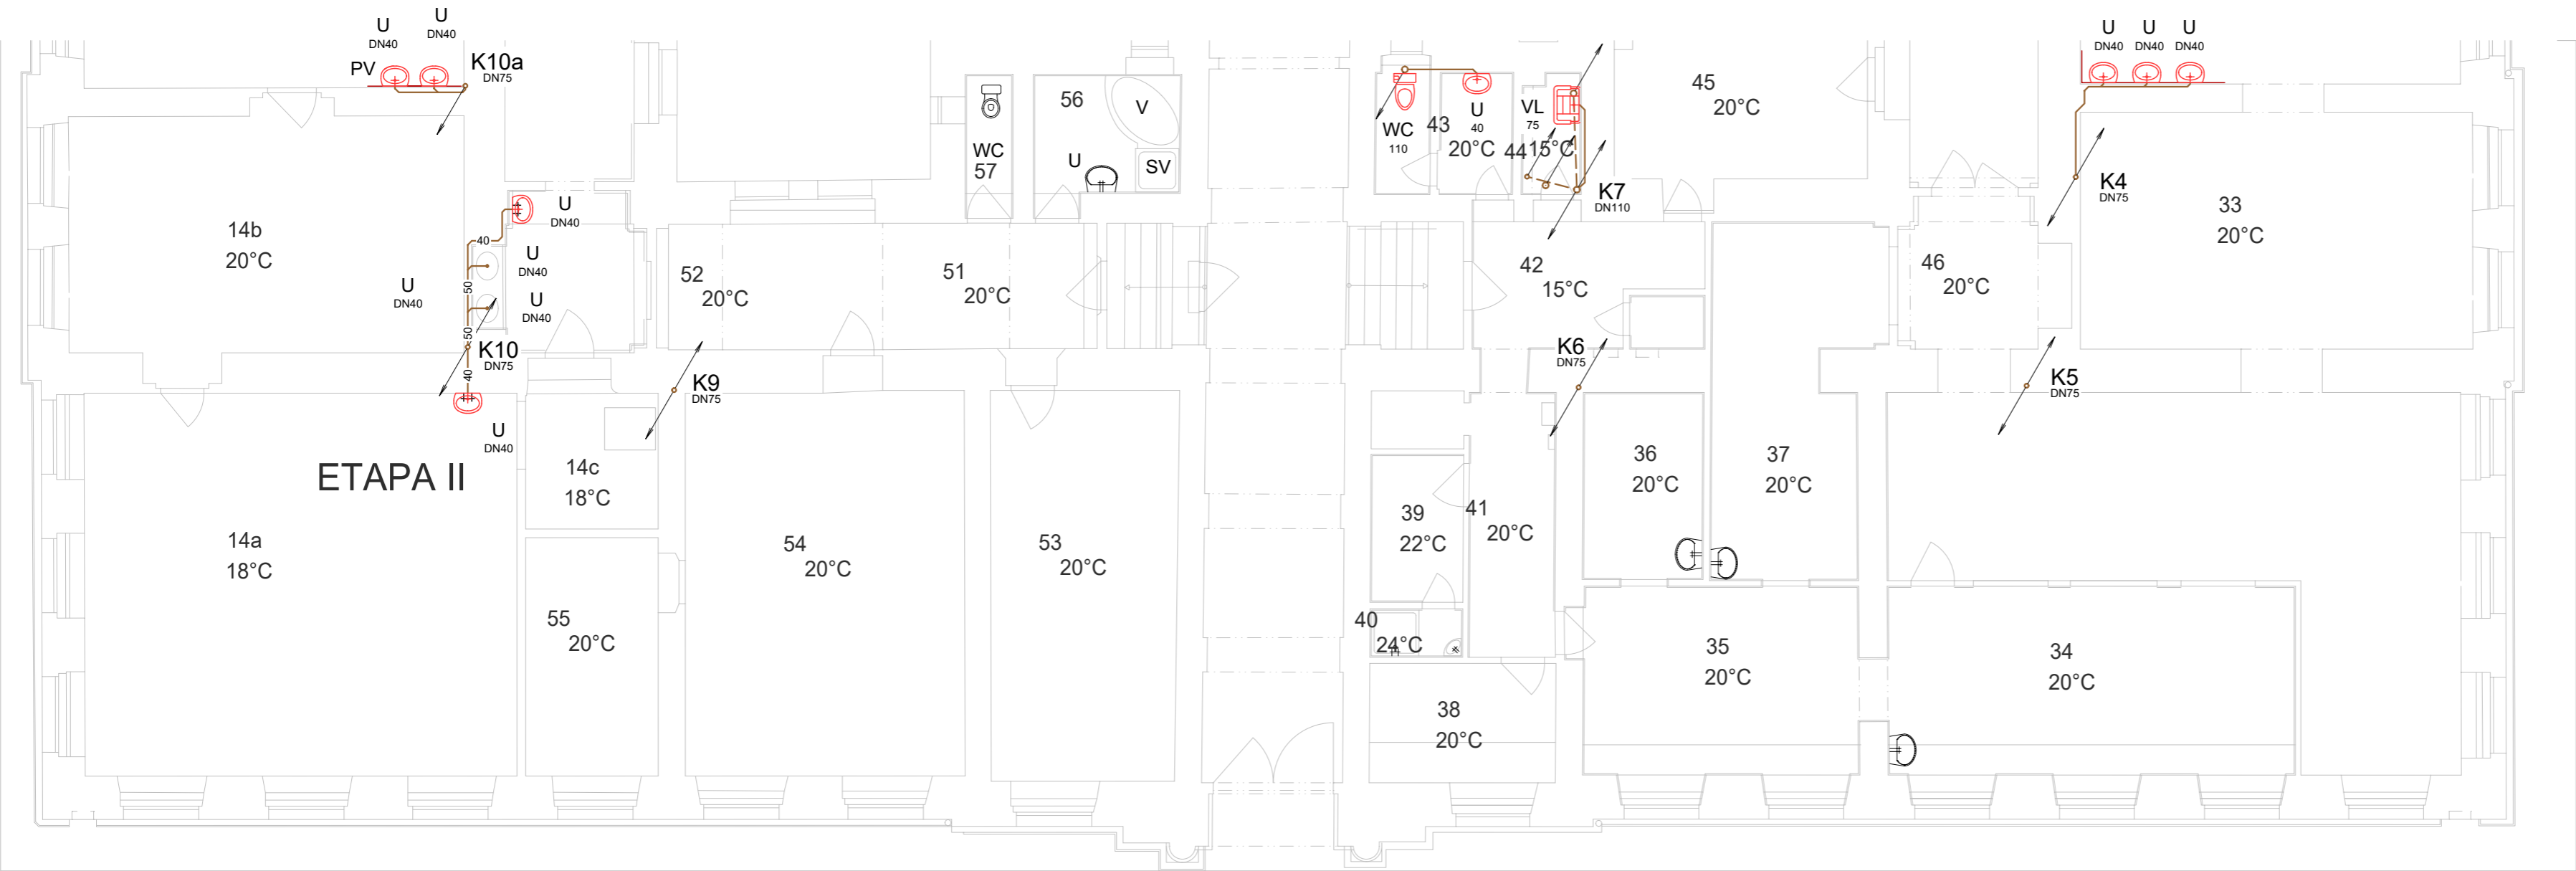 U
DN40
U
DN40
PV
K10a
DN75
U
DN40
U
DN40
U
DN40
WC
57
56
V
U
SV
WC
110
43
U
40
20°C
VL
75
44
15°C
45
20°C
K7
DN110
K4
DN75
33
20°C
14b
20°C
U
DN40
40
U
DN40
50
U
DN40
U
DN40
50
K10
DN75
40
U
DN40
52
20°C
51
20°C
42
15°C
46
20°C
K9
DN75
K6
DN75
K5
DN75
ETAPA II
14c
18°C
36
20°C
37
20°C
39
22°C
41
20°C
14a
18°C
54
20°C
53
20°C
55
20°C
40
24°C
35
20°C
34
20°C
38
20°C